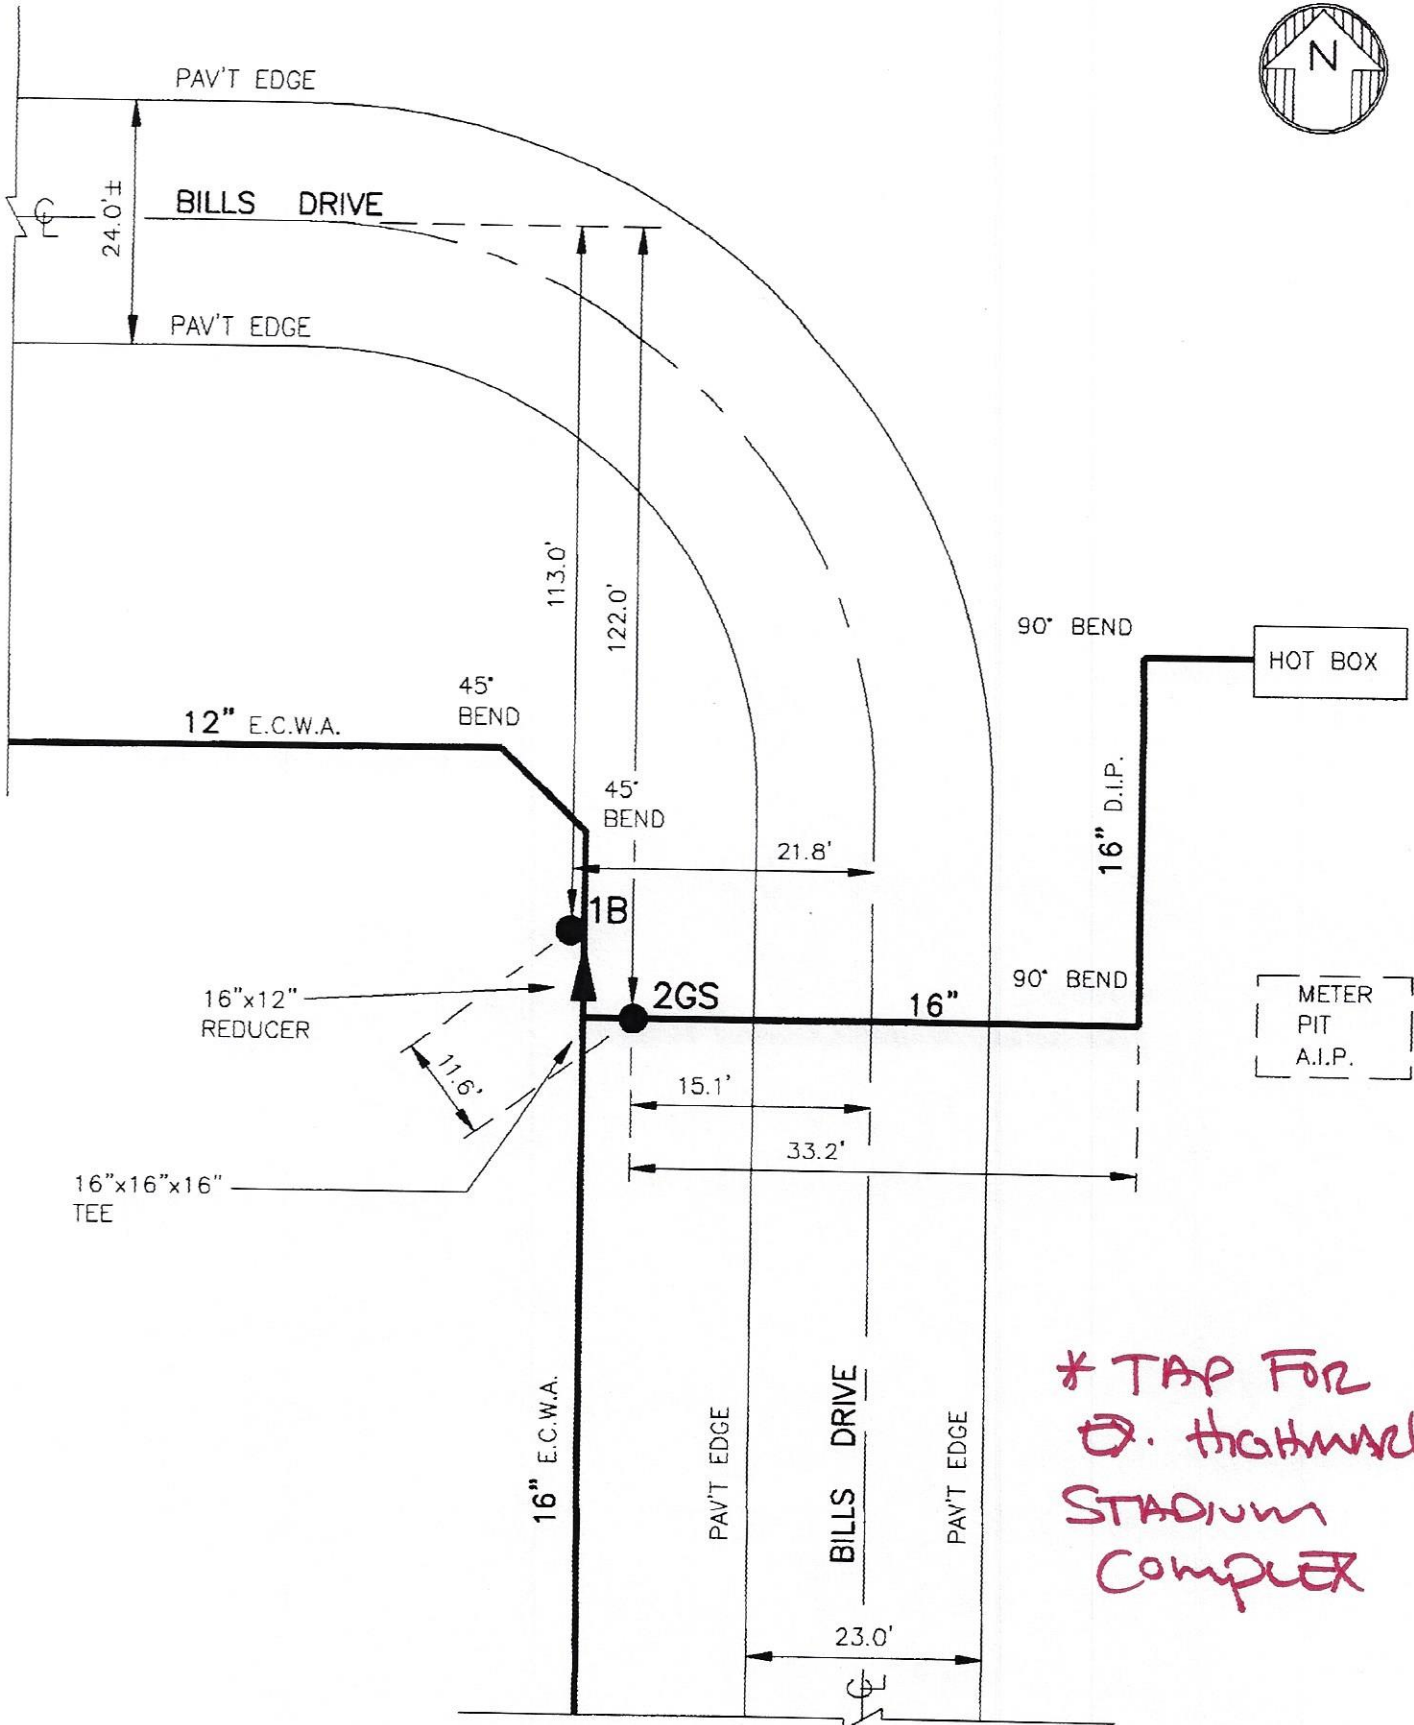 N
PAV'T EDGE
24.0'±
BILLS DRIVE
℄
PAV'T EDGE
113.0'
122.0'
90° BEND
HOT BOX
45°
BEND
12" E.C.W.A.
45°
BEND
16" D.I.P.
21.8'
1B
90° BEND
16"x12"
REDUCER
2GS
16"
METER
PIT
A.I.P.
11.6'
15.1'
33.2'
16"x16"x16"
TEE
16" E.C.W.A.
PAV'T EDGE
BILLS DRIVE
PAV'T EDGE
* TAP FOR
HIGHMARK
STADIUM
COMPLEX
23.0'
℄